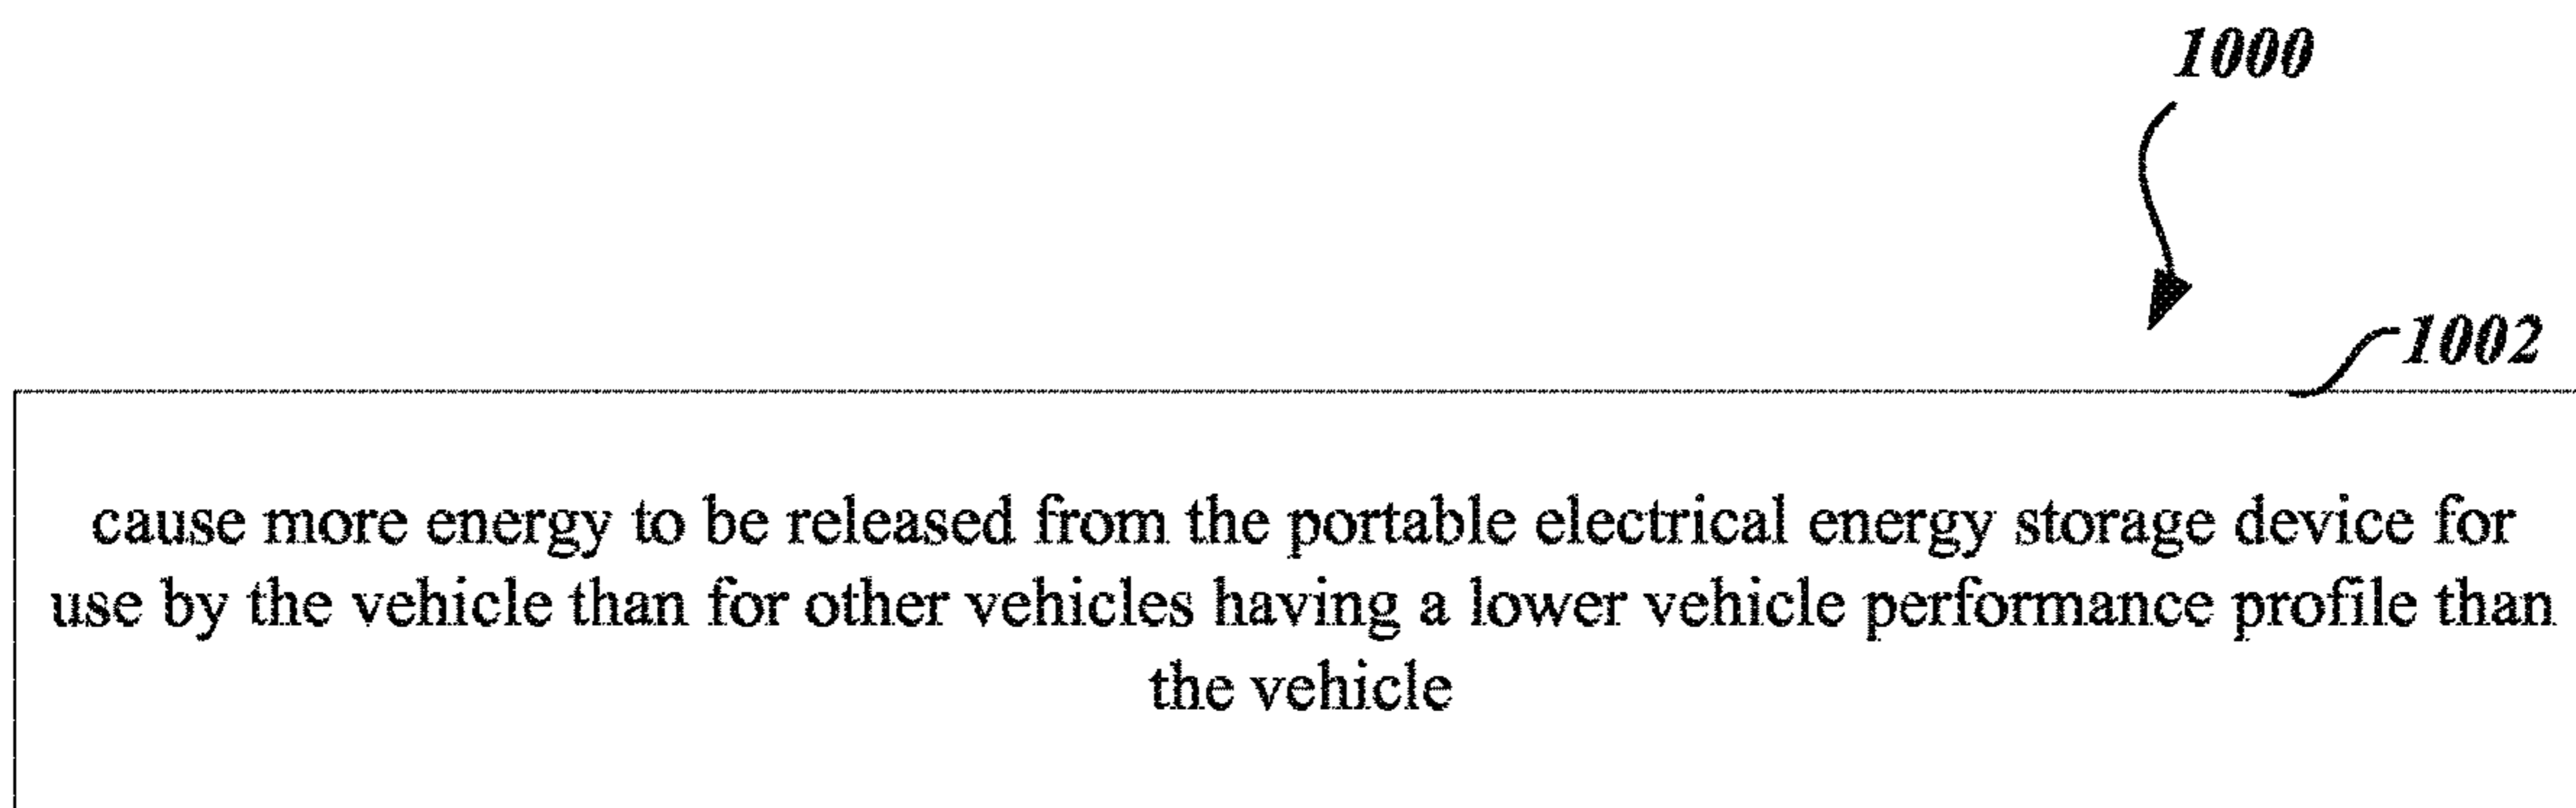 1000
1002
cause more energy to be released from the portable electrical energy storage device for
use by the vehicle than for other vehicles having a lower vehicle performance profile than
the vehicle